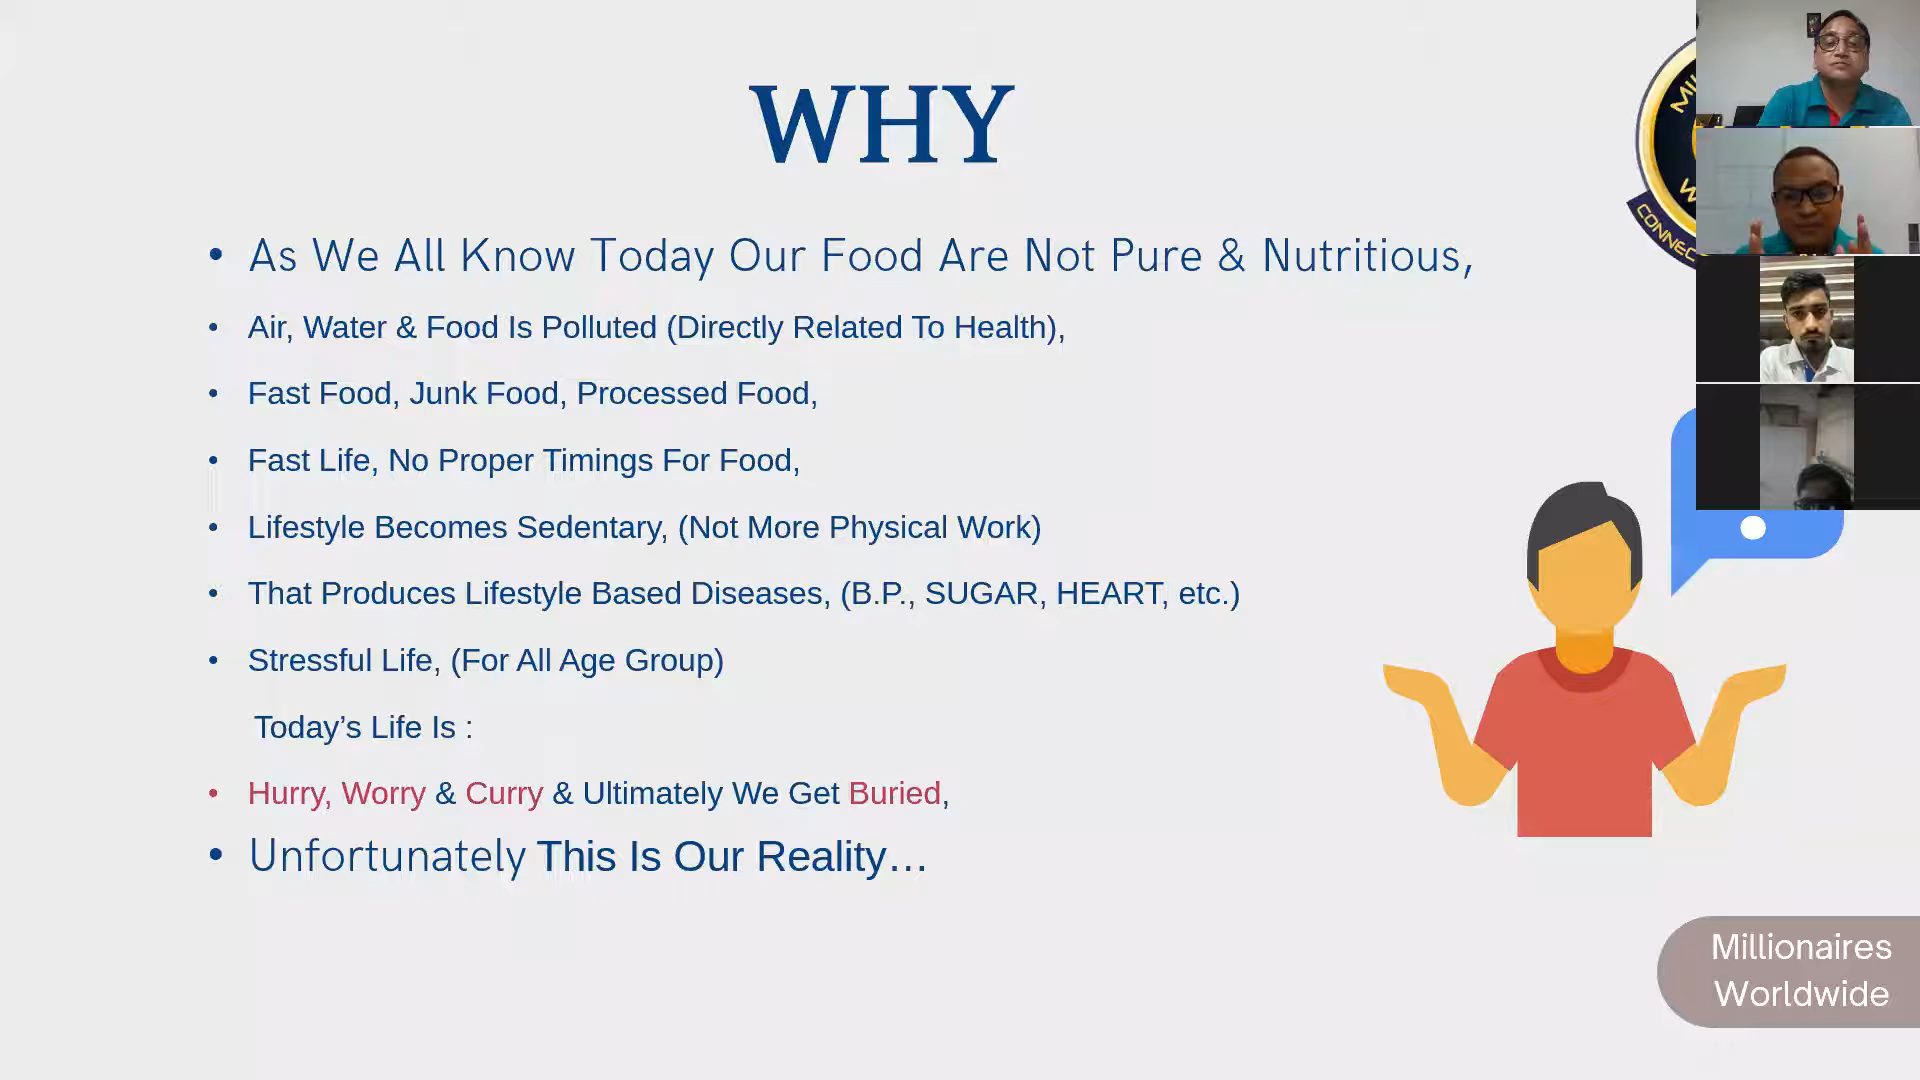 WHY
• As We All Know Today Our Food Are Not Pure & Nutritious,
• Air, Water & Food Is Polluted (Directly Related To Health),
• Fast Food, Junk Food, Processed Food,
• Fast Life, No Proper Timings For Food,
• Lifestyle Becomes Sedentary, (Not More Physical Work)
• That Produces Lifestyle Based Diseases, (B.P., SUGAR, HEART, etc.)
• Stressful Life, (For All Age Group)
Today’s Life Is :
• Hurry, Worry & Curry & Ultimately We Get Buried,
• Unfortunately This Is Our Reality...
Millionaires
Worldwide